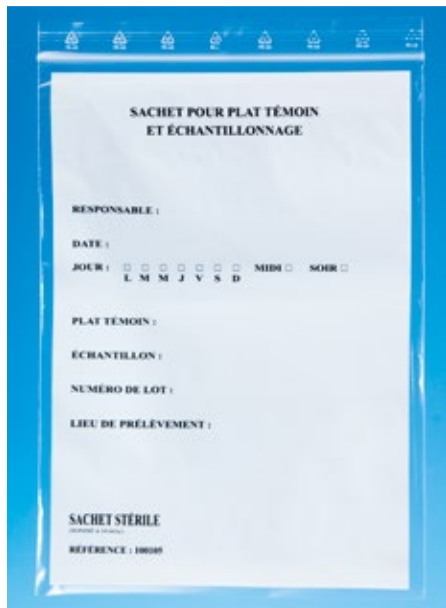 SACHET POUR PLAT TÉMOIN
ET ÉCHANTILLONNAGE
RESPONSABLE :
DATE :
JOUR : □ □ □ □ □ □ □ MIDI □ SOIR □
L M M J V S D
PLAT TÉMOIN :
ÉCHANTILLON :
NUMÉRO DE LOT :
LIEU DE PRÉLÈVEMENT :
SACHET STÉRILE
RÉFÉRENCE : 100105